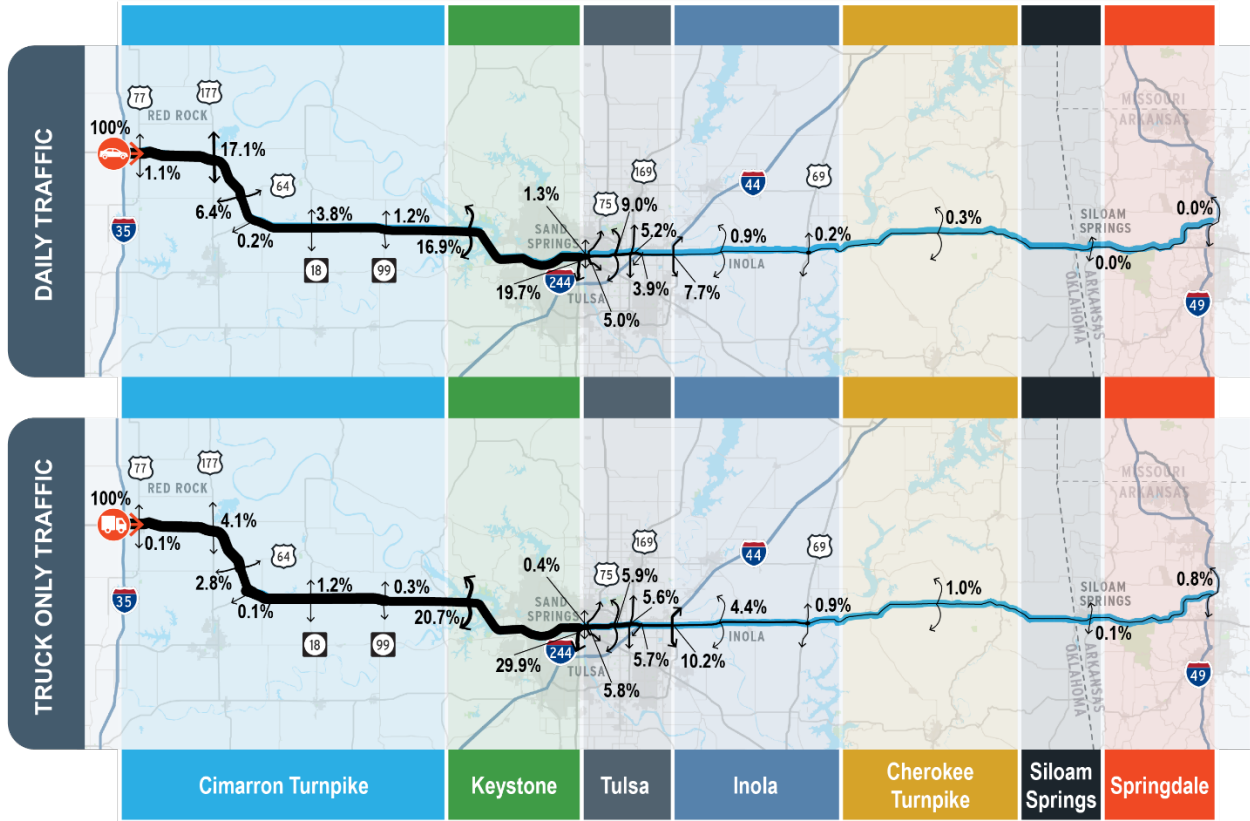 DAILY TRAFFIC
77
177
RED ROCK
100%
1.1%
17.1%
64
6.4%
0.2%
3.8%
1.2%
18
99
35
16.9%
SAND
SPRINGS
1.3%
75
169
9.0%
5.2%
19.7%
244
TULSA
5.0%
3.9%
7.7%
44
0.9%
INOLA
69
0.2%
0.3%
SILOAM
SPRINGS
0.0%
OKLAHOMA
ARKANSAS
MISSOURI
ARKANSAS
0.0%
49
TRUCK ONLY TRAFFIC
77
177
RED ROCK
100%
0.1%
4.1%
64
2.8%
0.1%
1.2%
0.3%
18
99
35
20.7%
SAND
SPRINGS
0.4%
75
169
5.9%
5.6%
29.9%
244
TULSA
5.8%
5.7%
10.2%
44
4.4%
INOLA
69
0.9%
1.0%
SILOAM
SPRINGS
0.1%
OKLAHOMA
ARKANSAS
MISSOURI
ARKANSAS
0.8%
49
Cimarron Turnpike
Keystone
Tulsa
Inola
Cherokee
Turnpike
Siloam
Springs
Springdale